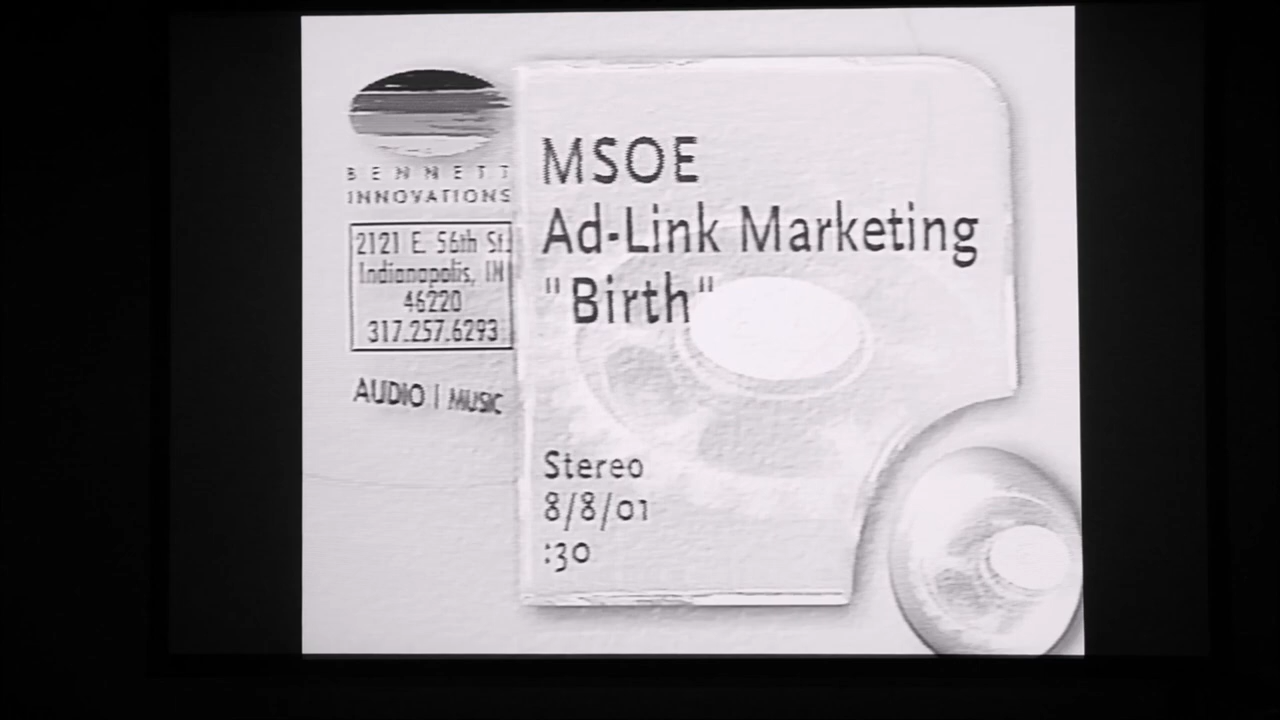 BENNETT
INNOVATIONS
2121 E. 56th St.
Indianapolis, IN
46220
317.257.6293
AUDIO | MUSIC
MSOE
Ad-Link Marketing
"Birth"
Stereo
8/8/01
:30